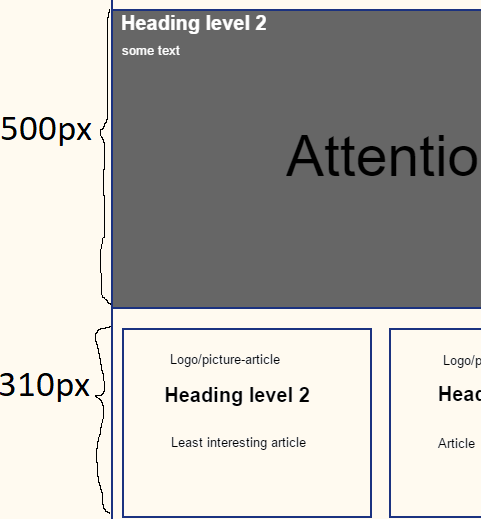 Heading level 2
some text
500px
Attentio
310px
Logo/picture-article
Heading level 2
Least interesting article
Logo/p
Head
Article